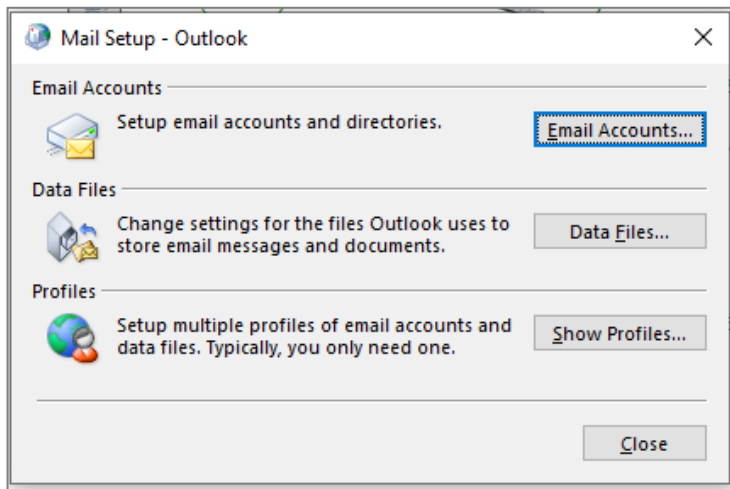 Mail Setup - Outlook
Email Accounts
Setup email accounts and directories.
Email Accounts...
Data Files
Change settings for the files Outlook uses to
store email messages and documents.
Data Files...
Profiles
Setup multiple profiles of email accounts and
data files. Typically, you only need one.
Show Profiles...
Close